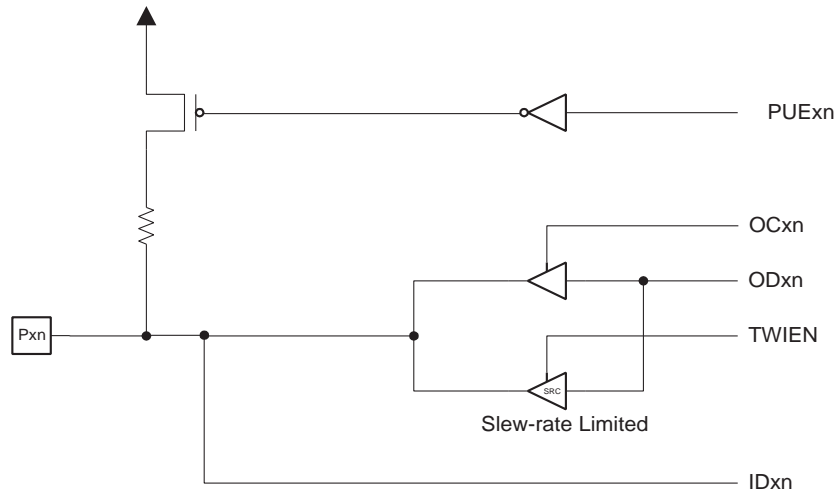 PUExn
OCxn
ODxn
Pxn
TWIEN
SRC
Slew-rate Limited
IDxn